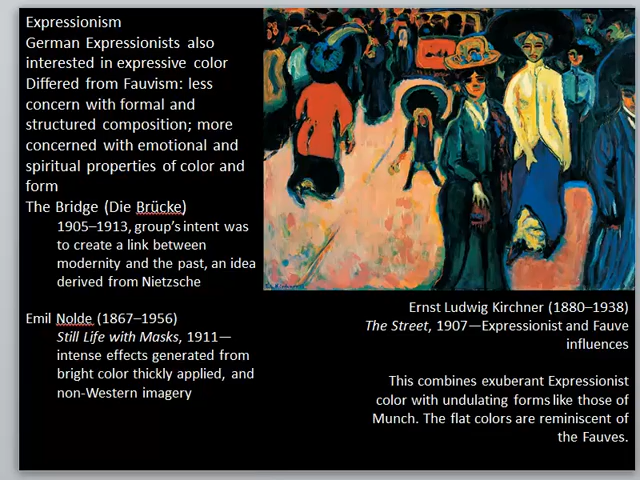 Expressionism
German Expressionists also
interested in expressive color
Differed from Fauvism: less
concern with formal and
structured composition; more
concerned with emotional and
spiritual properties of color and
form
The Bridge (Die Brücke)
1905–1913, group's intent was
to create a link between
modernity and the past, an idea
derived from Nietzsche
Emil Nolde (1867–1956)
Still Life with Masks, 1911—
intense effects generated from
bright color thickly applied, and
non-Western imagery
Ernst Ludwig Kirchner (1880–1938)
The Street, 1907—Expressionist and Fauve
influences
This combines exuberant Expressionist
color with undulating forms like those of
Munch. The flat colors are reminiscent of
the Fauves.